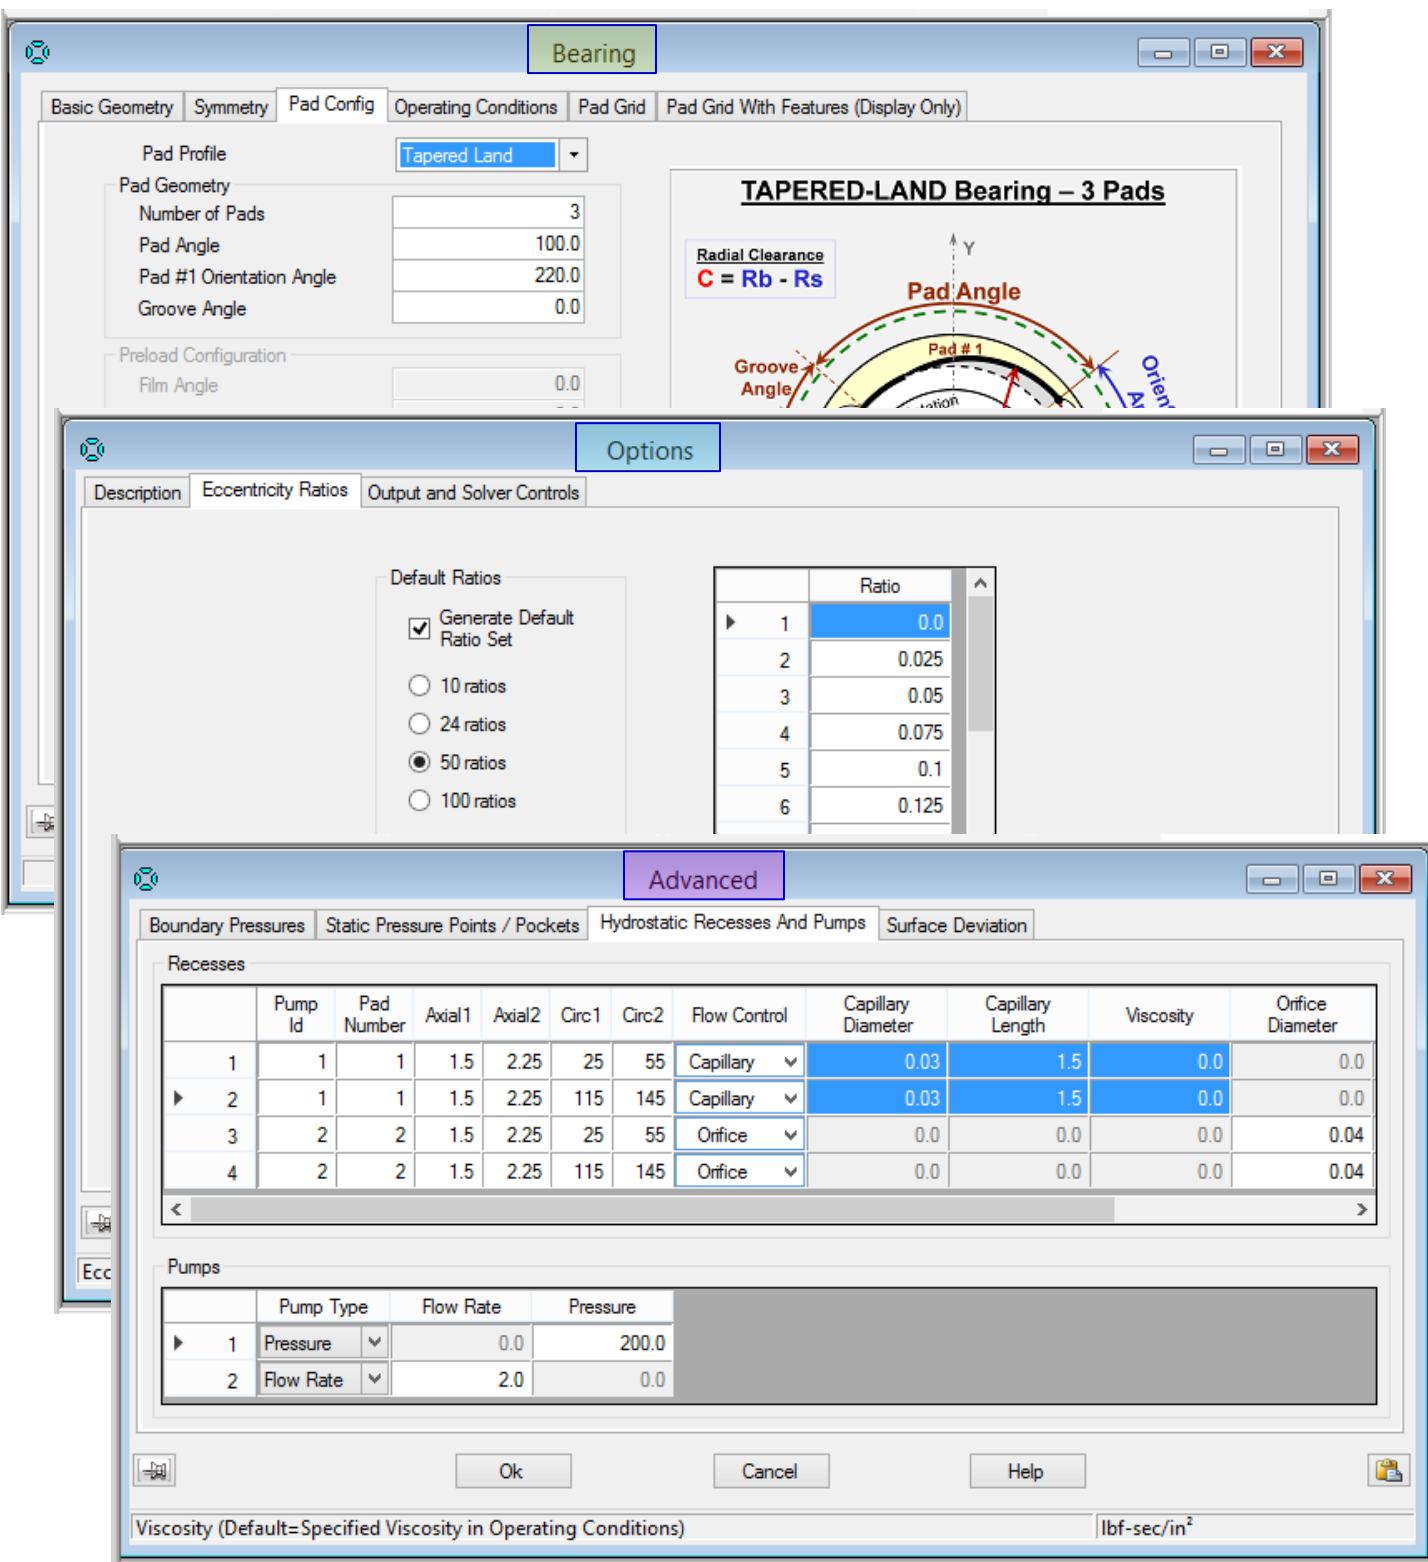 Bearing
Basic Geometry Symmetry Pad Config Operating Conditions Pad Grid Pad Grid With Features (Display Only)
Pad Profile Tapered Land
Pad Geometry
Number of Pads 3
Pad Angle 100.0
Pad #1 Orientation Angle 220.0
Groove Angle 0.0
Preload Configuration
Film Angle 0.0
TAPERED-LAND Bearing – 3 Pads
Radial Clearance
C = Rb - Rs
Y
Pad Angle
Pad # 1
Groove
Angle
Options
Description Eccentricity Ratios Output and Solver Controls
Default Ratios
Generate Default
Ratio Set
10 ratios
24 ratios
50 ratios
100 ratios
Ratio
1 0.0
2 0.025
3 0.05
4 0.075
5 0.1
6 0.125
Advanced
Boundary Pressures Static Pressure Points / Pockets Hydrostatic Recesses And Pumps Surface Deviation
Recesses
Pump Id Pad Number Axial1 Axial2 Circ1 Circ2 Flow Control Capillary Diameter Capillary Length Viscosity Orifice Diameter
1 1 1 1.5 2.25 25 55 Capillary 0.03 1.5 0.0 0.0
2 1 1 1.5 2.25 115 145 Capillary 0.03 1.5 0.0 0.0
3 2 2 1.5 2.25 25 55 Orifice 0.0 0.0 0.0 0.04
4 2 2 1.5 2.25 115 145 Orifice 0.0 0.0 0.0 0.04
Pumps
Pump Type Flow Rate Pressure
1 Pressure 0.0 200.0
2 Flow Rate 2.0 0.0
Ok Cancel Help
Viscosity (Default=Specified Viscosity in Operating Conditions) lbf-sec/in²